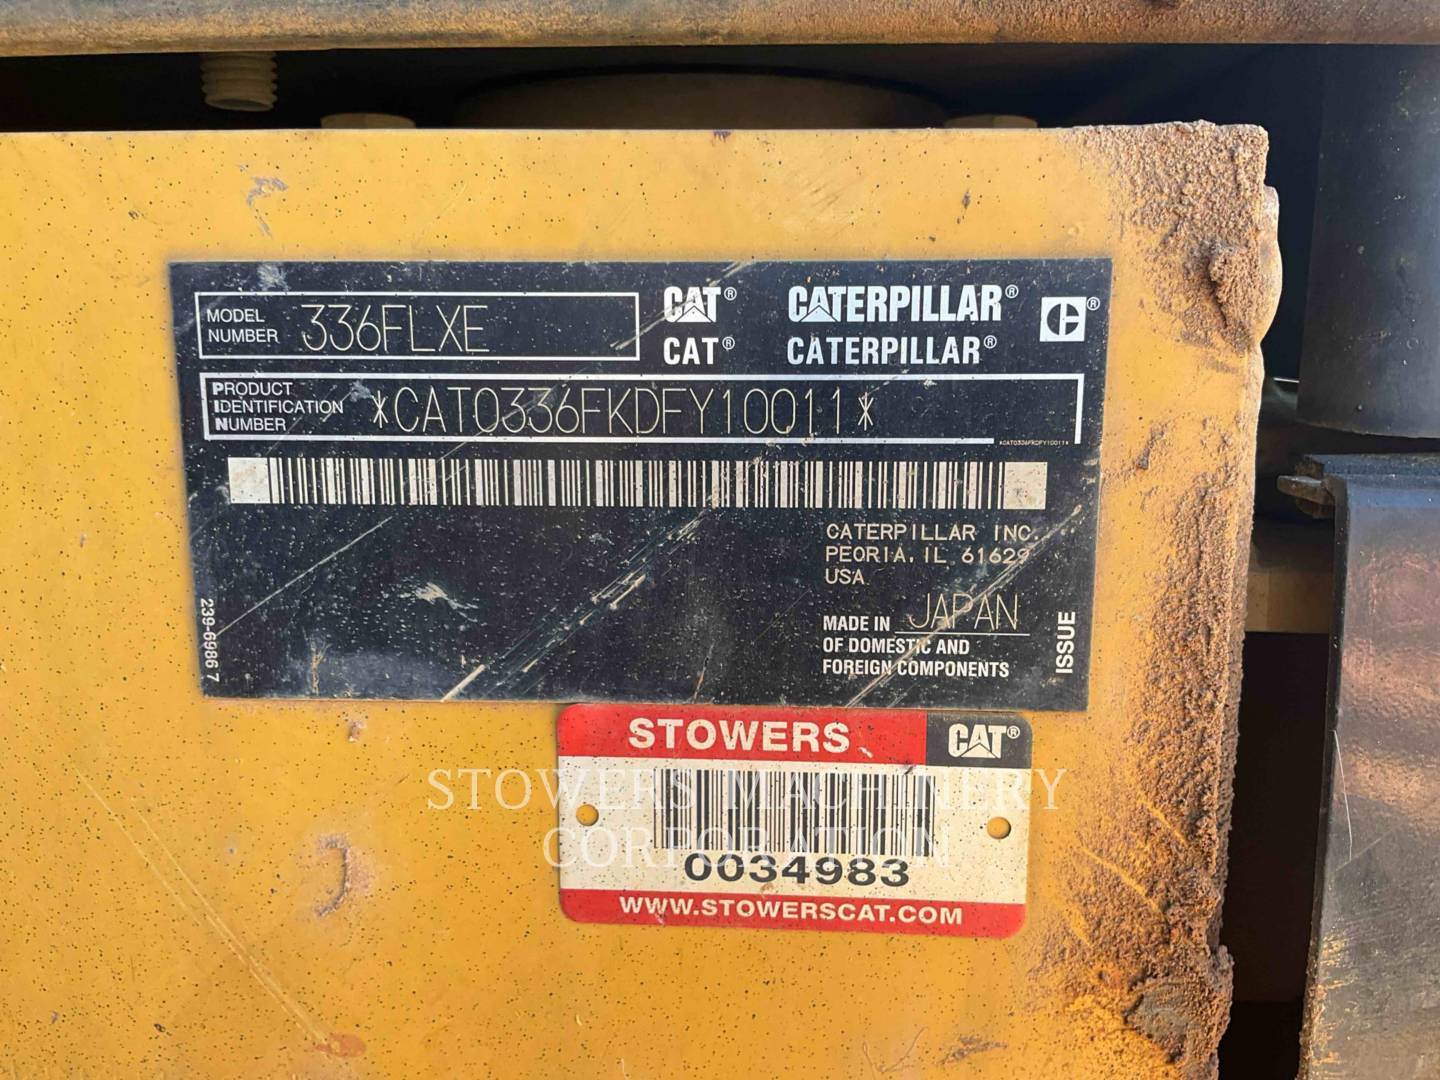 MODEL NUMBER 336FLXE
CAT® CATERPILLAR® ®
CAT® CATERPILLAR®
PRODUCT IDENTIFICATION NUMBER *CAT0336FKDFY10011*
*CAT0336FKDFY10011*
CATERPILLAR INC.
PEORIA, IL 61629
USA
MADE IN JAPAN
OF DOMESTIC AND
FOREIGN COMPONENTS
ISSUE
239-6986 7
STOWERS CAT®
STOWERS MACHINERY
CORPORATION
0034983
WWW.STOWERSCAT.COM